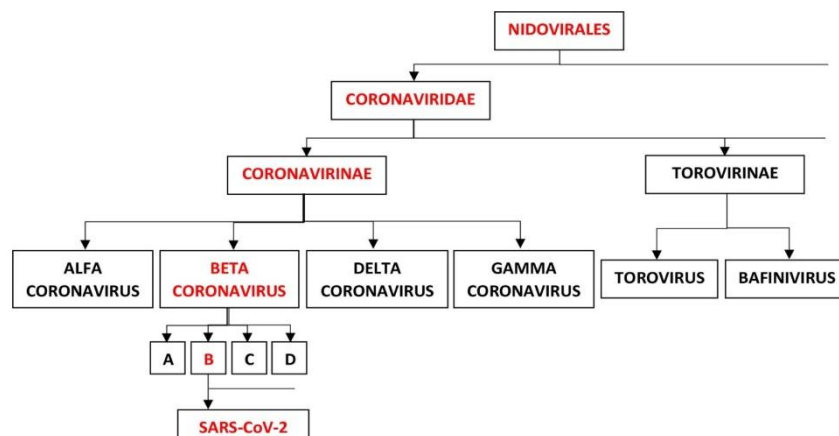 NIDOVIRALES
CORONAVIRIDAE
CORONAVIRINAE
TOROVIRINAE
ALFA
CORONAVIRUS
BETA
CORONAVIRUS
DELTA
CORONAVIRUS
GAMMA
CORONAVIRUS
TOROVIRUS
BAFINIVIRUS
A
B
C
D
SARS-CoV-2